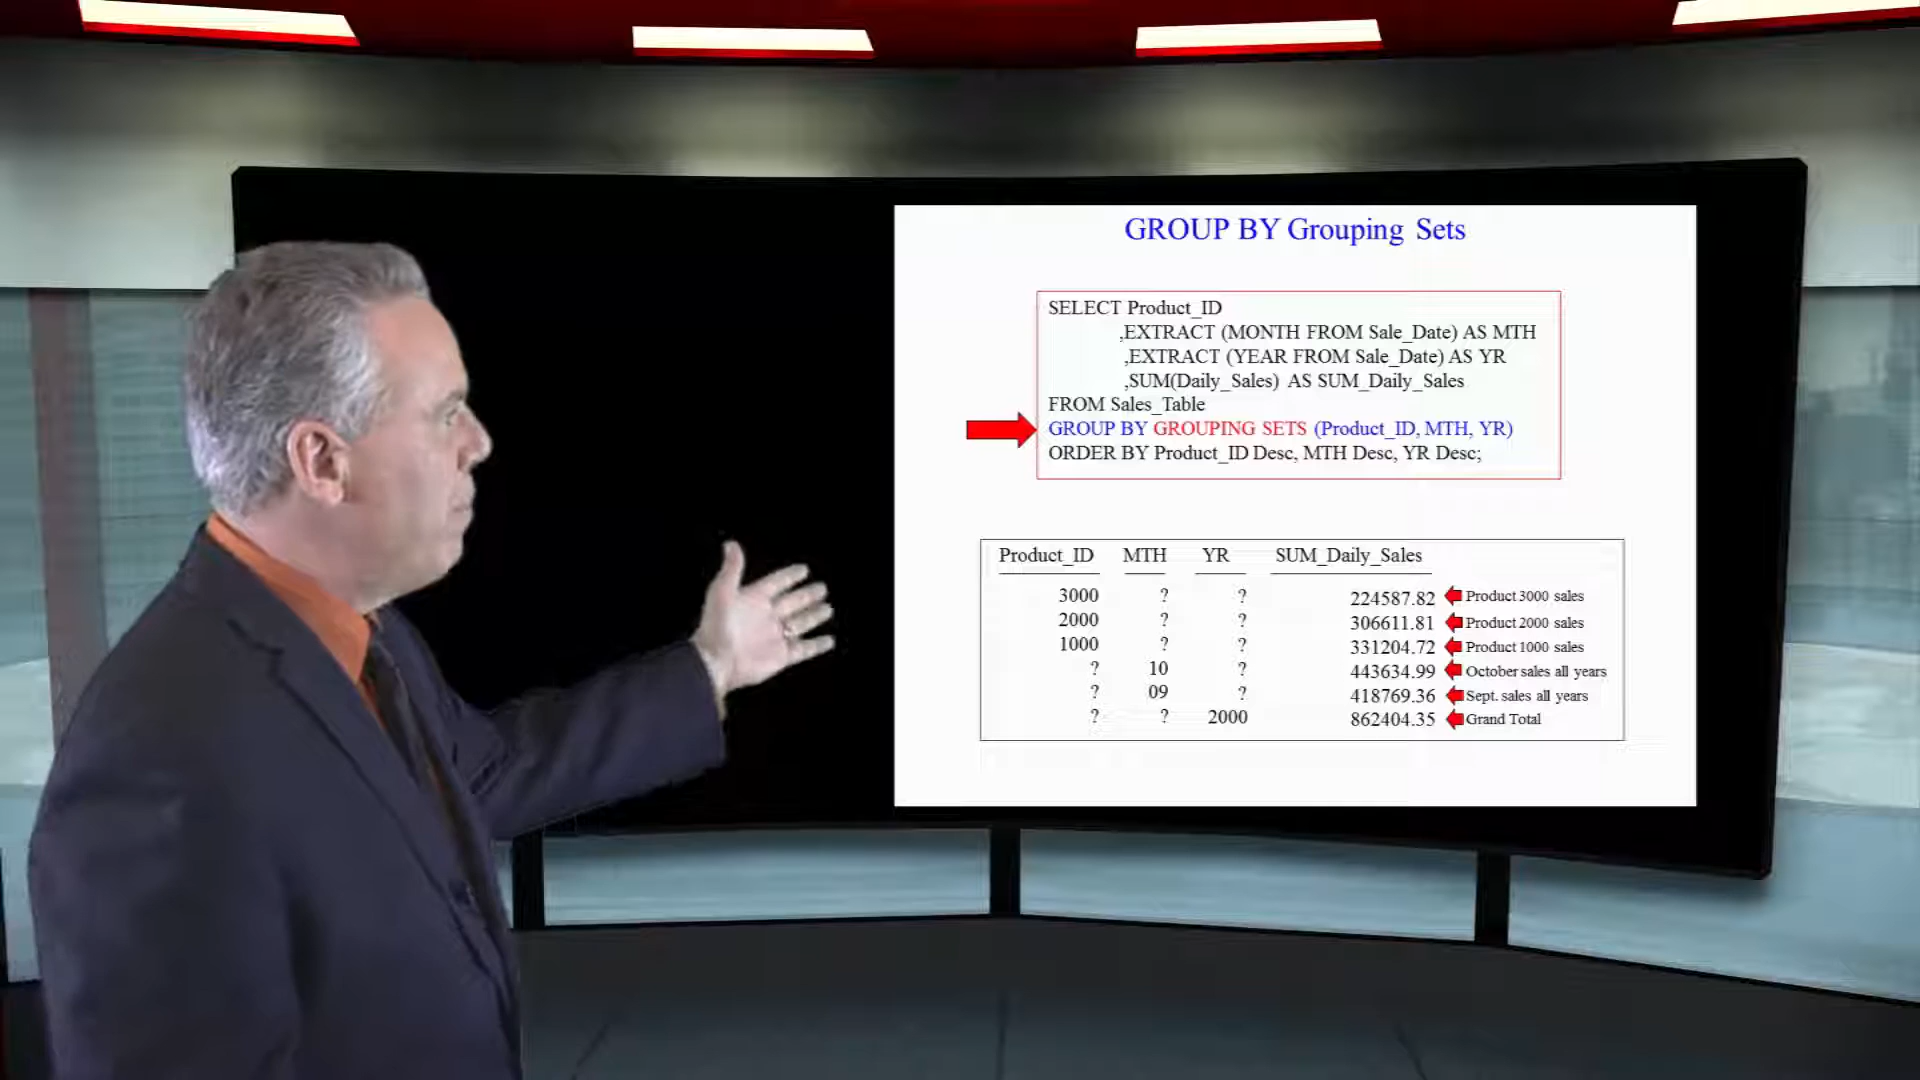 GROUP BY Grouping Sets
SELECT Product_ID
,EXTRACT (MONTH FROM Sale_Date) AS MTH
,EXTRACT (YEAR FROM Sale_Date) AS YR
,SUM(Daily_Sales) AS SUM_Daily_Sales
FROM Sales_Table
GROUP BY GROUPING SETS (Product_ID, MTH, YR)
ORDER BY Product_ID Desc, MTH Desc, YR Desc;
Product_ID MTH YR SUM_Daily_Sales
3000 ? ? 224587.82 Product 3000 sales
2000 ? ? 306611.81 Product 2000 sales
1000 ? ? 331204.72 Product 1000 sales
? 10 ? 443634.99 October sales all years
? 09 ? 418769.36 Sept. sales all years
? ? 2000 862404.35 Grand Total